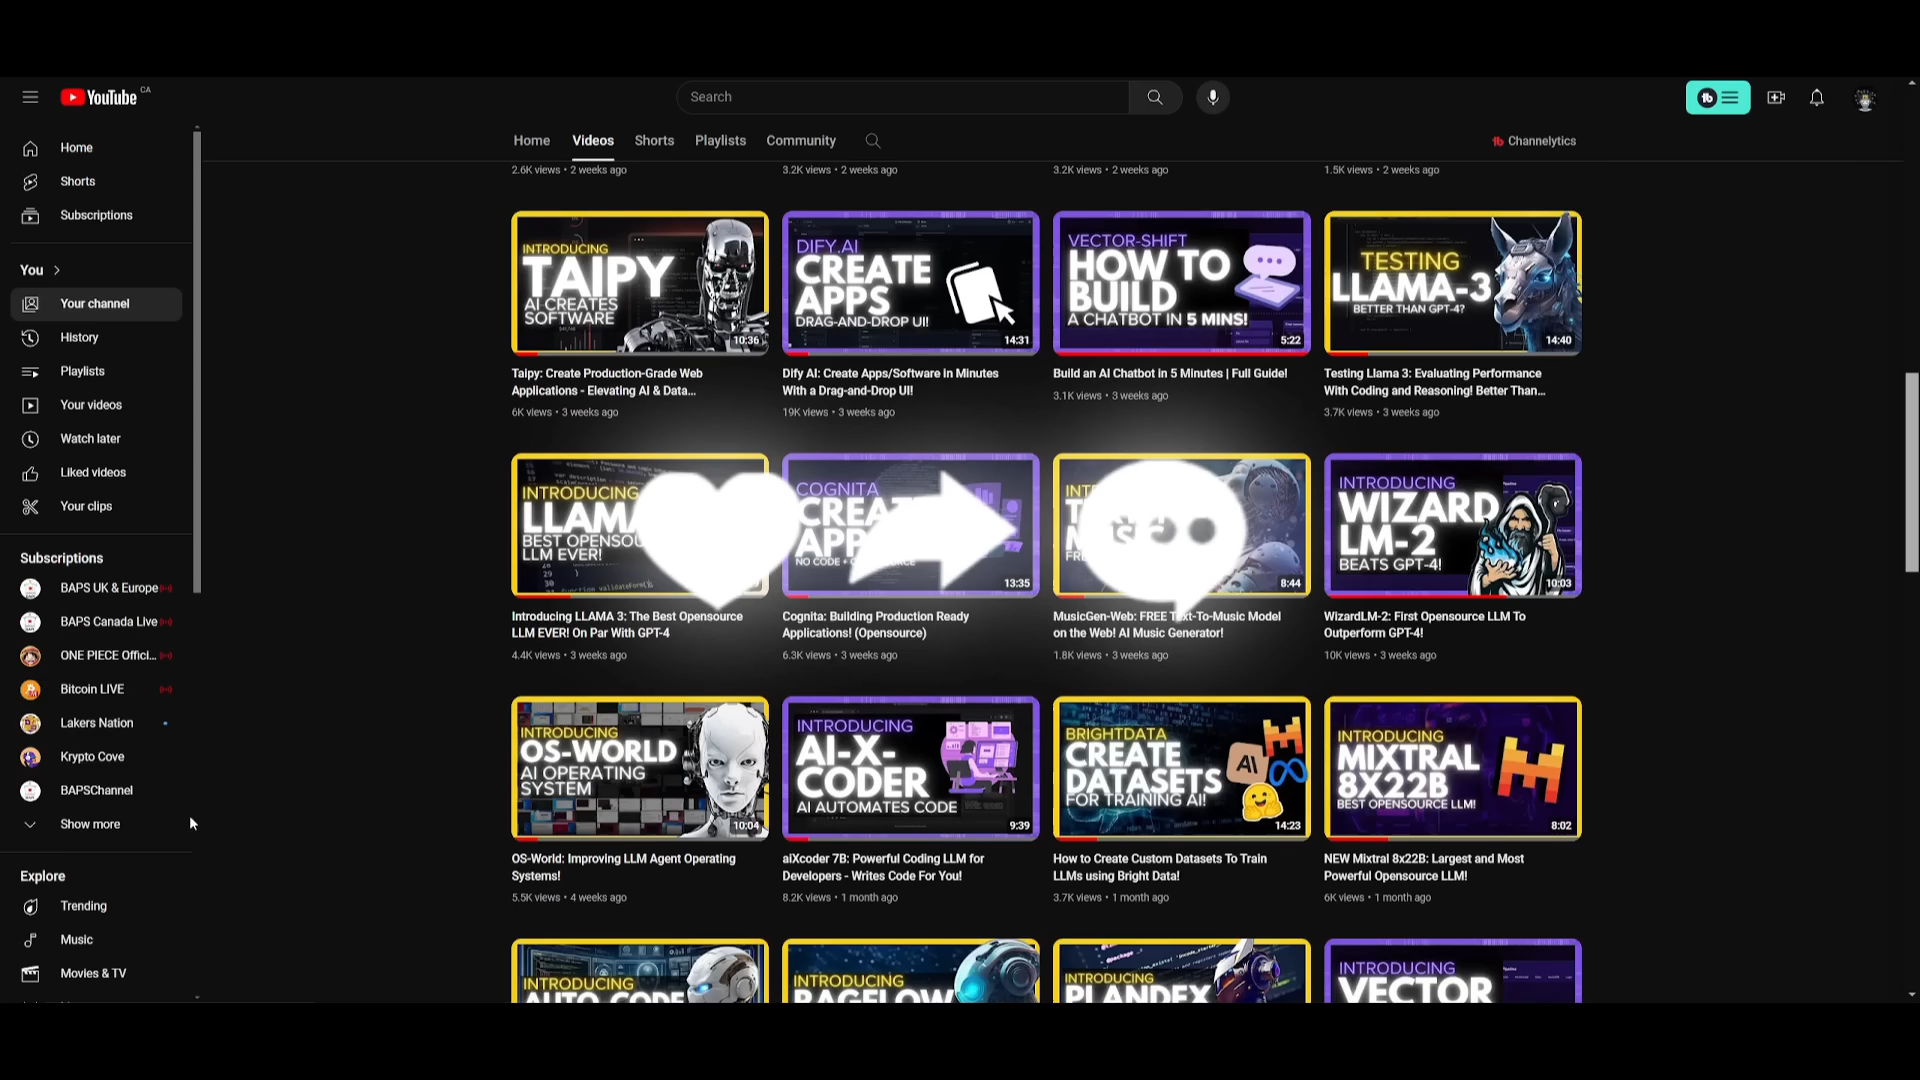 YouTube CA
Search
Home
Videos
Shorts
Playlists
Community
Channelytics
Home
Shorts
Subscriptions
You
Your channel
History
Playlists
Your videos
Watch later
Liked videos
Your clips
Subscriptions
BAPS UK & Europe
BAPS Canada Live
ONE PIECE Offici...
Bitcoin LIVE
Lakers Nation
Krypto Cove
BAPSChannel
Show more
Explore
Trending
Music
Movies & TV
2.6K views • 2 weeks ago
3.2K views • 2 weeks ago
3.2K views • 2 weeks ago
1.5K views • 2 weeks ago
INTRODUCING
TAIPY
AI CREATES
SOFTWARE
10:36
Taipy: Create Production-Grade Web
Applications - Elevating AI & Data...
6K views • 3 weeks ago
DIFY.AI
CREATE
APPS
DRAG-AND-DROP UI!
14:31
Dify AI: Create Apps/Software in Minutes
With a Drag-and-Drop UI!
19K views • 3 weeks ago
VECTOR-SHIFT
HOW TO
BUILD
A CHATBOT IN 5 MINS!
5:22
Build an AI Chatbot in 5 Minutes | Full Guide!
3.1K views • 3 weeks ago
TESTING
LLAMA-3
BETTER THAN GPT-4?
14:40
Testing Llama 3: Evaluating Performance
With Coding and Reasoning! Better Than...
3.7K views • 3 weeks ago
INTRODUCING
LLAMA
BEST OPENSOU
LLM EVER!
Introducing LLAMA 3: The Best Opensource
LLM EVER! On Par With GPT-4
4.4K views • 3 weeks ago
COGNITA
CREA
APP
NO CODE +
13:35
Cognita: Building Production Ready
Applications! (Opensource)
6.3K views • 3 weeks ago
INT
8:44
MusicGen-Web: FREE Text-To-Music Model
on the Web! AI Music Generator!
1.8K views • 3 weeks ago
INTRODUCING
WIZARD
LM-2
BEATS GPT-4!
10:03
WizardLM-2: First Opensource LLM To
Outperform GPT-4!
10K views • 3 weeks ago
INTRODUCING
OS-WORLD
AI OPERATING
SYSTEM
10:04
OS-World: Improving LLM Agent Operating
Systems!
5.5K views • 4 weeks ago
INTRODUCING
AI-X-
CODER
AI AUTOMATES CODE
9:39
aiXcoder 7B: Powerful Coding LLM for
Developers - Writes Code For You!
8.2K views • 1 month ago
BRIGHTDATA
CREATE
DATASETS
FOR TRAINING AI!
AI
14:23
How to Create Custom Datasets To Train
LLMs using Bright Data!
3.7K views • 1 month ago
INTRODUCING
MIXTRAL
8X22B
BEST OPENSOURCE LLM!
8:02
NEW Mixtral 8x22B: Largest and Most
Powerful Opensource LLM!
6K views • 1 month ago
INTRODUCING
AUTO-CODE
INTRODUCING
RAGFLOW
INTRODUCING
PLANDEX
INTRODUCING
VECTOR